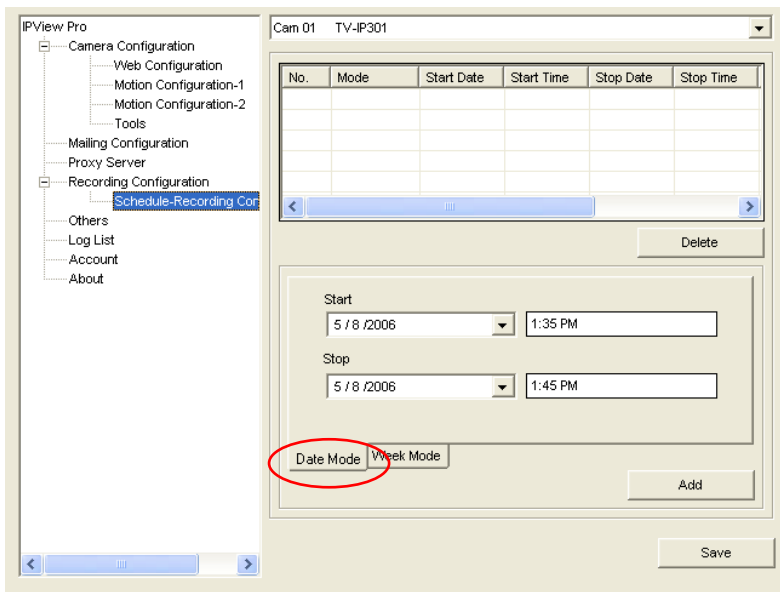 IPView Pro
Camera Configuration
Web Configuration
Motion Configuration-1
Motion Configuration-2
Tools
Mailing Configuration
Proxy Server
Recording Configuration
Schedule-Recording Cor
Others
Log List
Account
About
Cam 01 TV-IP301
No. Mode Start Date Start Time Stop Date Stop Time
Delete
Start
5 / 8 /2006 1:35 PM
Stop
5 / 8 /2006 1:45 PM
Date Mode Week Mode
Add
Save